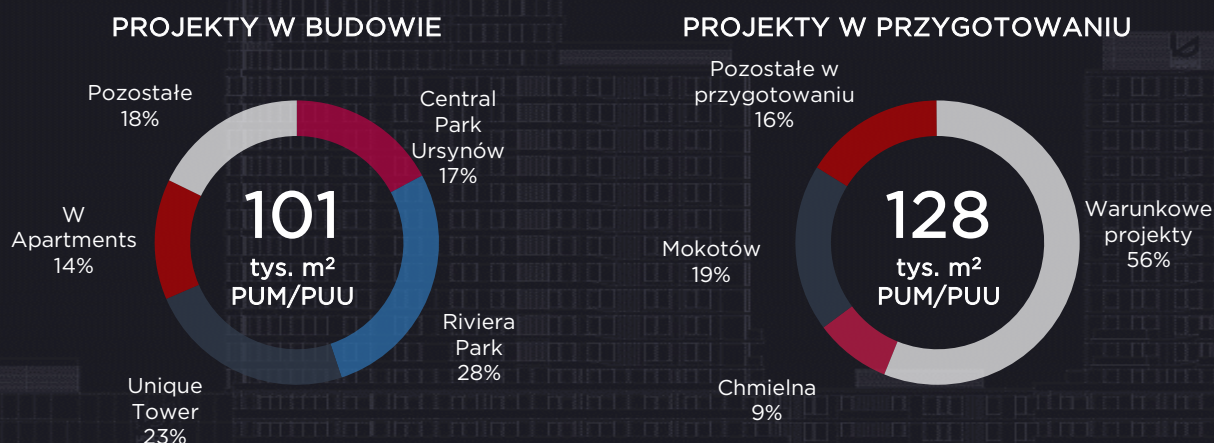 PROJEKTY W BUDOWIE
Pozostałe
18%
Central
Park
Ursynów
17%
W
Apartments
14%
101
tys. m²
PUM/PUU
Riviera
Park
28%
Unique
Tower
23%
PROJEKTY W PRZYGOTOWANIU
Pozostałe w
przygotowaniu
16%
Mokotów
19%
128
tys. m²
PUM/PUU
Warunkowe
projekty
56%
Chmielna
9%